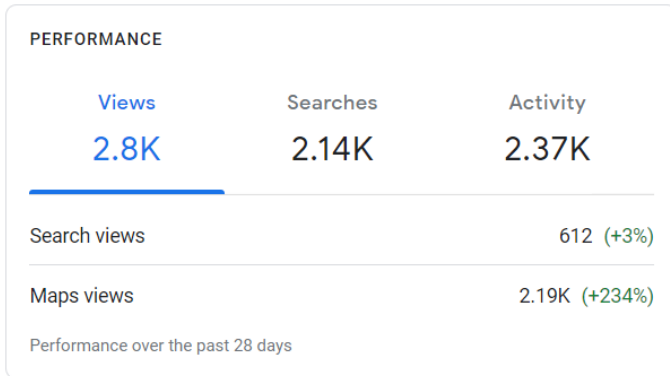 PERFORMANCE
Views Searches Activity
2.8K 2.14K 2.37K
Search views 612 (+3%)
Maps views 2.19K (+234%)
Performance over the past 28 days